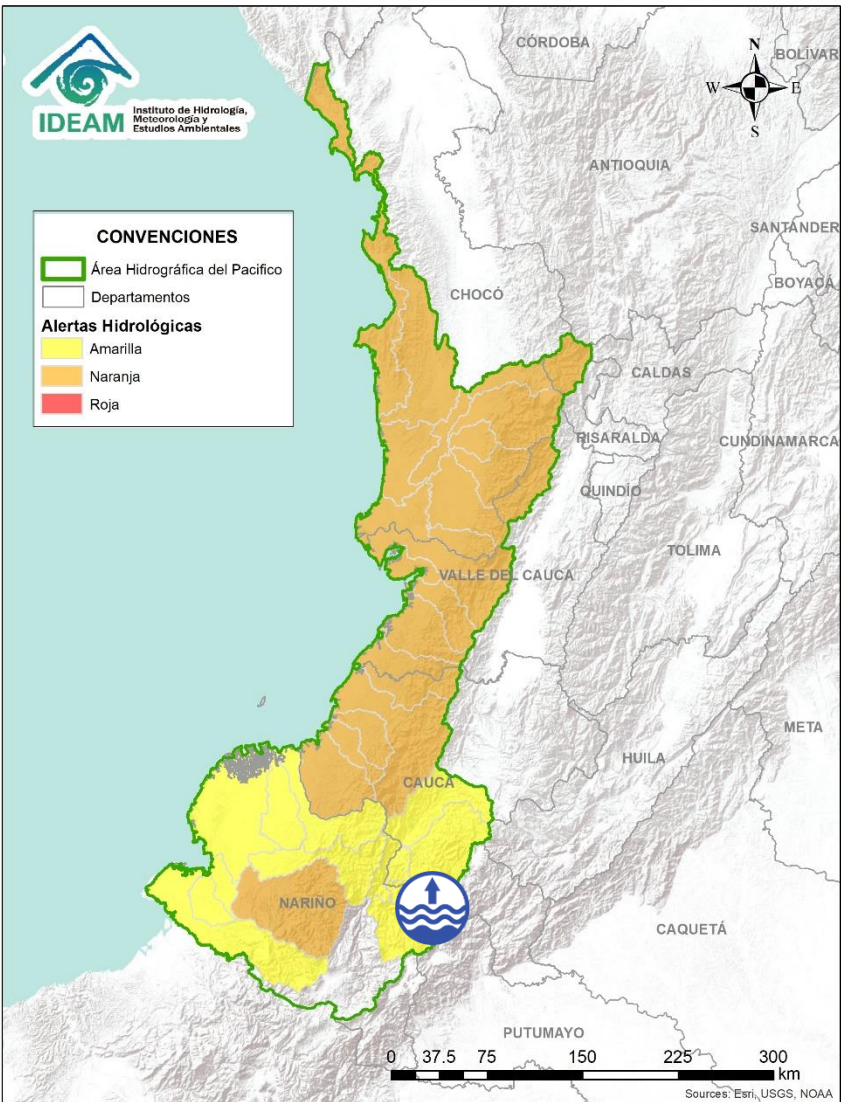 IDEAM
Instituto de Hidrología,
Meteorología y
Estudios Ambientales
N
W
E
S
CÓRDOBA
BOLÍVAR
ANTIOQUIA
SANTANDER
BOYACÁ
CHOCÓ
CONVENCIONES
Área Hidrográfica del Pacifico
Departamentos
Alertas Hidrológicas
Amarilla
Naranja
Roja
CALDAS
RISARALDA
CUNDINAMARCA
QUINDÍO
TOLIMA
VALLE DEL CAUCA
META
HUILA
CAUCA
NARIÑO
CAQUETÁ
PUTUMAYO
0 37.5 75 150 225 300
km
Sources: Esri, USGS, NOAA